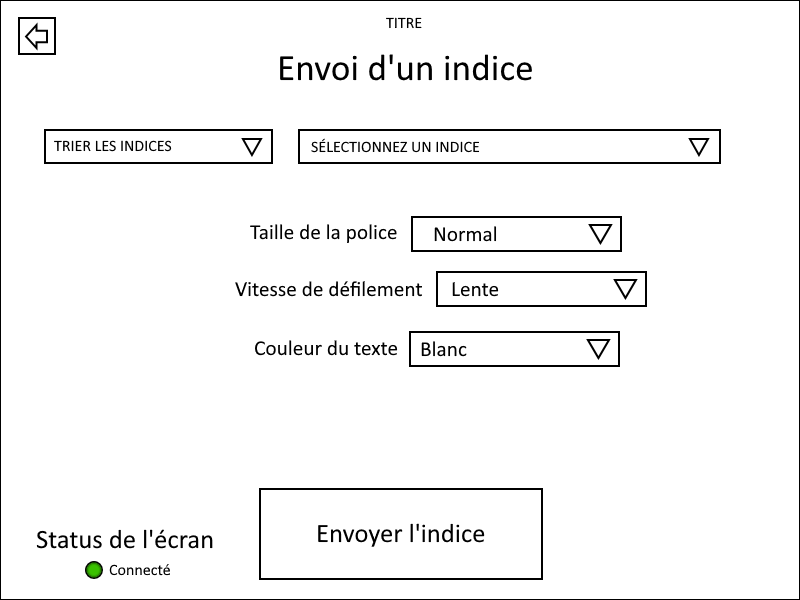 TITRE
Envoi d'un indice
TRIER LES INDICES
SÉLECTIONNEZ UN INDICE
Taille de la police
Normal
Vitesse de défilement
Lente
Couleur du texte
Blanc
Envoyer l'indice
Status de l'écran
Connecté